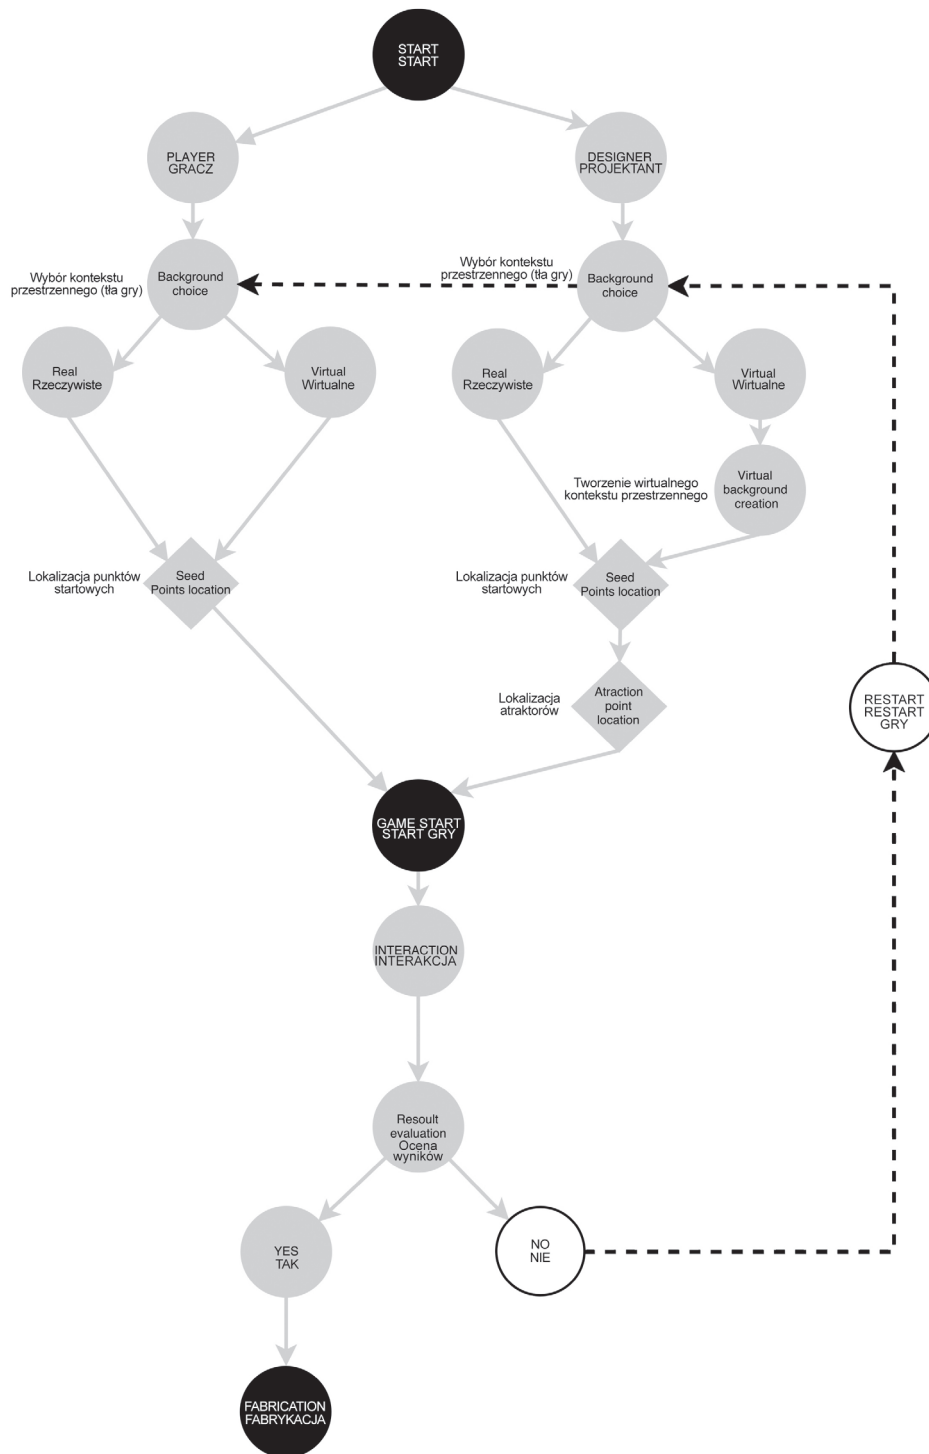 START
START
PLAYER
GRACZ
DESIGNER
PROJEKTANT
Wybór kontekstu
przestrzennego (tła gry)
Background
choice
Wybór kontekstu
przestrzennego (tła gry)
Background
choice
Real
Rzeczywiste
Virtual
Wirtualne
Real
Rzeczywiste
Virtual
Wirtualne
Tworzenie wirtualnego
kontekstu przestrzennego
Virtual
background
creation
Lokalizacja punktów
startowych
Seed
Points location
Lokalizacja punktów
startowych
Seed
Points location
Lokalizacja
atraktorów
Atraction
point
location
RESTART
RESTART
GRY
GAME START
START GRY
INTERACTION
INTERAKCJA
Resoult
evaluation
Ocena
wyników
YES
TAK
NO
NIE
FABRICATION
FABRYKACJA